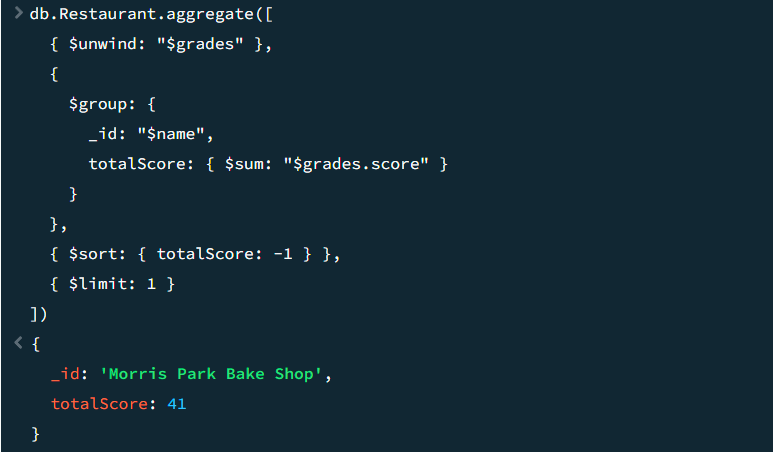 > db.Restaurant.aggregate([
{ $unwind: "$grades" },
{
$group: {
_id: "$name",
totalScore: { $sum: "$grades.score" }
}
},
{ $sort: { totalScore: -1 } },
{ $limit: 1 }
])
< {
_id: 'Morris Park Bake Shop',
totalScore: 41
}